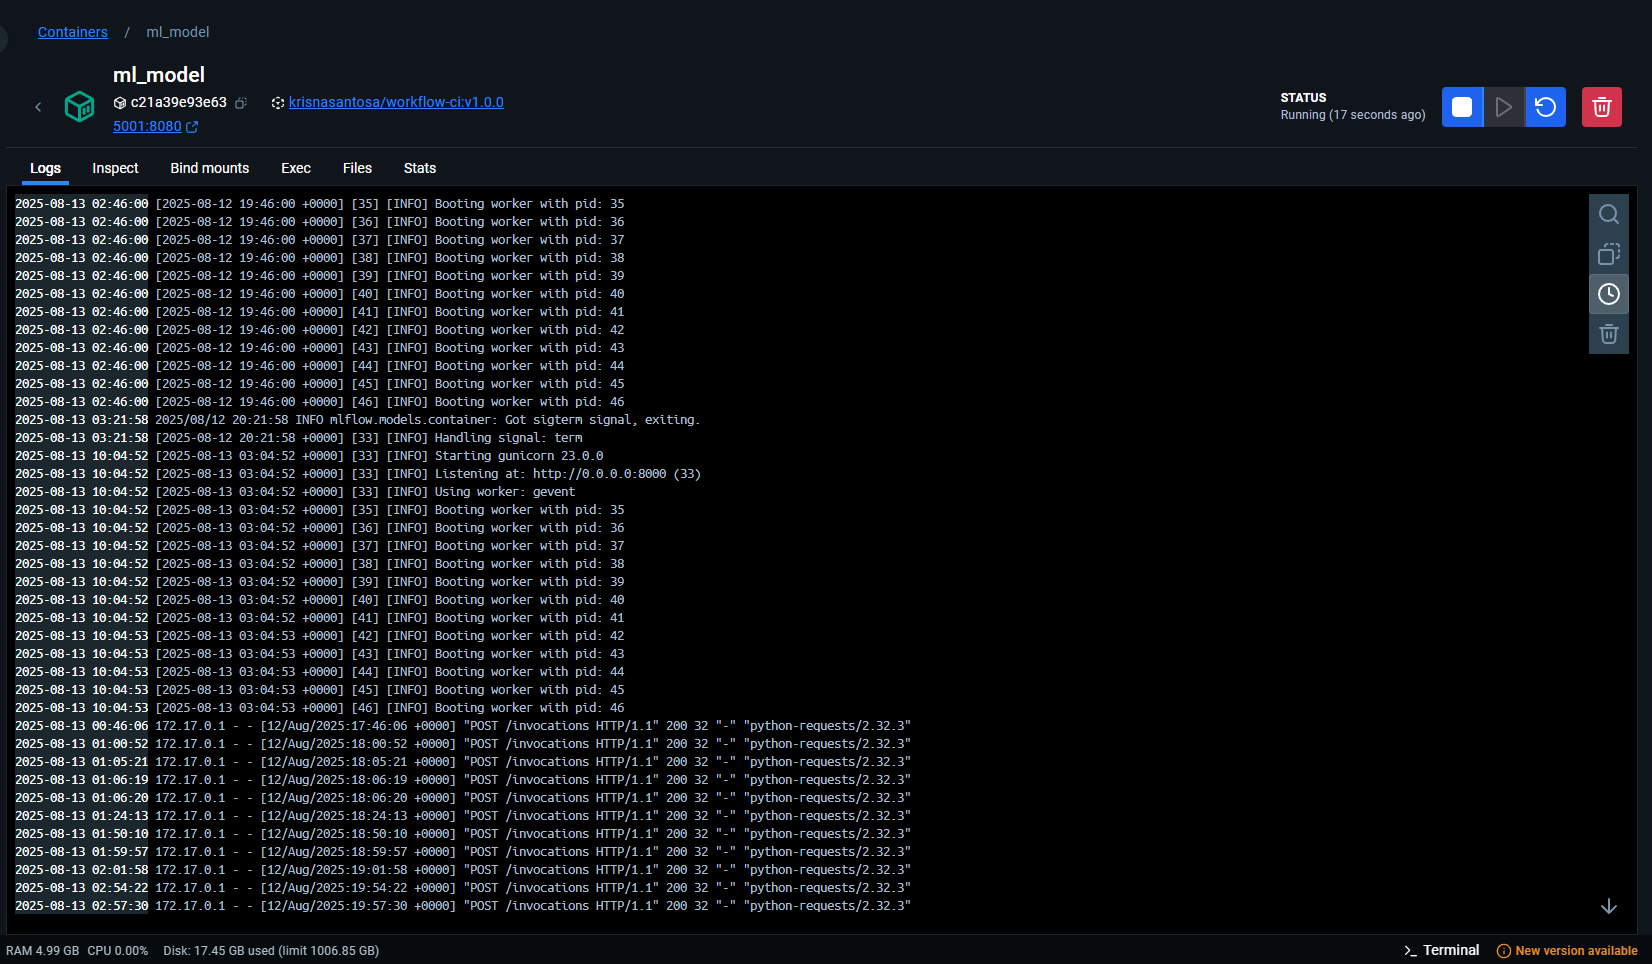 Containers / ml_model
ml_model
c21a39e93e63 krisnasantosa/workflow-ci:v1.0.0
5001:8080
STATUS
Running (17 seconds ago)
Logs Inspect Bind mounts Exec Files Stats
2025-08-13 02:46:00 [2025-08-12 19:46:00 +0000] [35] [INFO] Booting worker with pid: 35
2025-08-13 02:46:00 [2025-08-12 19:46:00 +0000] [36] [INFO] Booting worker with pid: 36
2025-08-13 02:46:00 [2025-08-12 19:46:00 +0000] [37] [INFO] Booting worker with pid: 37
2025-08-13 02:46:00 [2025-08-12 19:46:00 +0000] [38] [INFO] Booting worker with pid: 38
2025-08-13 02:46:00 [2025-08-12 19:46:00 +0000] [39] [INFO] Booting worker with pid: 39
2025-08-13 02:46:00 [2025-08-12 19:46:00 +0000] [40] [INFO] Booting worker with pid: 40
2025-08-13 02:46:00 [2025-08-12 19:46:00 +0000] [41] [INFO] Booting worker with pid: 41
2025-08-13 02:46:00 [2025-08-12 19:46:00 +0000] [42] [INFO] Booting worker with pid: 42
2025-08-13 02:46:00 [2025-08-12 19:46:00 +0000] [43] [INFO] Booting worker with pid: 43
2025-08-13 02:46:00 [2025-08-12 19:46:00 +0000] [44] [INFO] Booting worker with pid: 44
2025-08-13 02:46:00 [2025-08-12 19:46:00 +0000] [45] [INFO] Booting worker with pid: 45
2025-08-13 02:46:00 [2025-08-12 19:46:00 +0000] [46] [INFO] Booting worker with pid: 46
2025-08-13 03:21:58 2025/08/12 20:21:58 INFO mlflow.models.container: Got sigterm signal, exiting.
2025-08-13 03:21:58 [2025-08-12 20:21:58 +0000] [33] [INFO] Handling signal: term
2025-08-13 10:04:52 [2025-08-13 03:04:52 +0000] [33] [INFO] Starting gunicorn 23.0.0
2025-08-13 10:04:52 [2025-08-13 03:04:52 +0000] [33] [INFO] Listening at: http://0.0.0.0:8000 (33)
2025-08-13 10:04:52 [2025-08-13 03:04:52 +0000] [33] [INFO] Using worker: gevent
2025-08-13 10:04:52 [2025-08-13 03:04:52 +0000] [35] [INFO] Booting worker with pid: 35
2025-08-13 10:04:52 [2025-08-13 03:04:52 +0000] [36] [INFO] Booting worker with pid: 36
2025-08-13 10:04:52 [2025-08-13 03:04:52 +0000] [37] [INFO] Booting worker with pid: 37
2025-08-13 10:04:52 [2025-08-13 03:04:52 +0000] [38] [INFO] Booting worker with pid: 38
2025-08-13 10:04:52 [2025-08-13 03:04:52 +0000] [39] [INFO] Booting worker with pid: 39
2025-08-13 10:04:52 [2025-08-13 03:04:52 +0000] [40] [INFO] Booting worker with pid: 40
2025-08-13 10:04:52 [2025-08-13 03:04:52 +0000] [41] [INFO] Booting worker with pid: 41
2025-08-13 10:04:53 [2025-08-13 03:04:53 +0000] [42] [INFO] Booting worker with pid: 42
2025-08-13 10:04:53 [2025-08-13 03:04:53 +0000] [43] [INFO] Booting worker with pid: 43
2025-08-13 10:04:53 [2025-08-13 03:04:53 +0000] [44] [INFO] Booting worker with pid: 44
2025-08-13 10:04:53 [2025-08-13 03:04:53 +0000] [45] [INFO] Booting worker with pid: 45
2025-08-13 10:04:53 [2025-08-13 03:04:53 +0000] [46] [INFO] Booting worker with pid: 46
2025-08-13 00:46:06 172.17.0.1 - - [12/Aug/2025:17:46:06 +0000] "POST /invocations HTTP/1.1" 200 32 "-" "python-requests/2.32.3"
2025-08-13 01:00:52 172.17.0.1 - - [12/Aug/2025:18:00:52 +0000] "POST /invocations HTTP/1.1" 200 32 "-" "python-requests/2.32.3"
2025-08-13 01:05:21 172.17.0.1 - - [12/Aug/2025:18:05:21 +0000] "POST /invocations HTTP/1.1" 200 32 "-" "python-requests/2.32.3"
2025-08-13 01:06:19 172.17.0.1 - - [12/Aug/2025:18:06:19 +0000] "POST /invocations HTTP/1.1" 200 32 "-" "python-requests/2.32.3"
2025-08-13 01:06:20 172.17.0.1 - - [12/Aug/2025:18:06:20 +0000] "POST /invocations HTTP/1.1" 200 32 "-" "python-requests/2.32.3"
2025-08-13 01:24:13 172.17.0.1 - - [12/Aug/2025:18:24:13 +0000] "POST /invocations HTTP/1.1" 200 32 "-" "python-requests/2.32.3"
2025-08-13 01:50:10 172.17.0.1 - - [12/Aug/2025:18:50:10 +0000] "POST /invocations HTTP/1.1" 200 32 "-" "python-requests/2.32.3"
2025-08-13 01:59:57 172.17.0.1 - - [12/Aug/2025:18:59:57 +0000] "POST /invocations HTTP/1.1" 200 32 "-" "python-requests/2.32.3"
2025-08-13 02:01:58 172.17.0.1 - - [12/Aug/2025:19:01:58 +0000] "POST /invocations HTTP/1.1" 200 32 "-" "python-requests/2.32.3"
2025-08-13 02:54:22 172.17.0.1 - - [12/Aug/2025:19:54:22 +0000] "POST /invocations HTTP/1.1" 200 32 "-" "python-requests/2.32.3"
2025-08-13 02:57:30 172.17.0.1 - - [12/Aug/2025:19:57:30 +0000] "POST /invocations HTTP/1.1" 200 32 "-" "python-requests/2.32.3"
RAM 4.99 GB CPU 0.00% Disk: 17.45 GB used (limit 1006.85 GB) >_ Terminal New version available